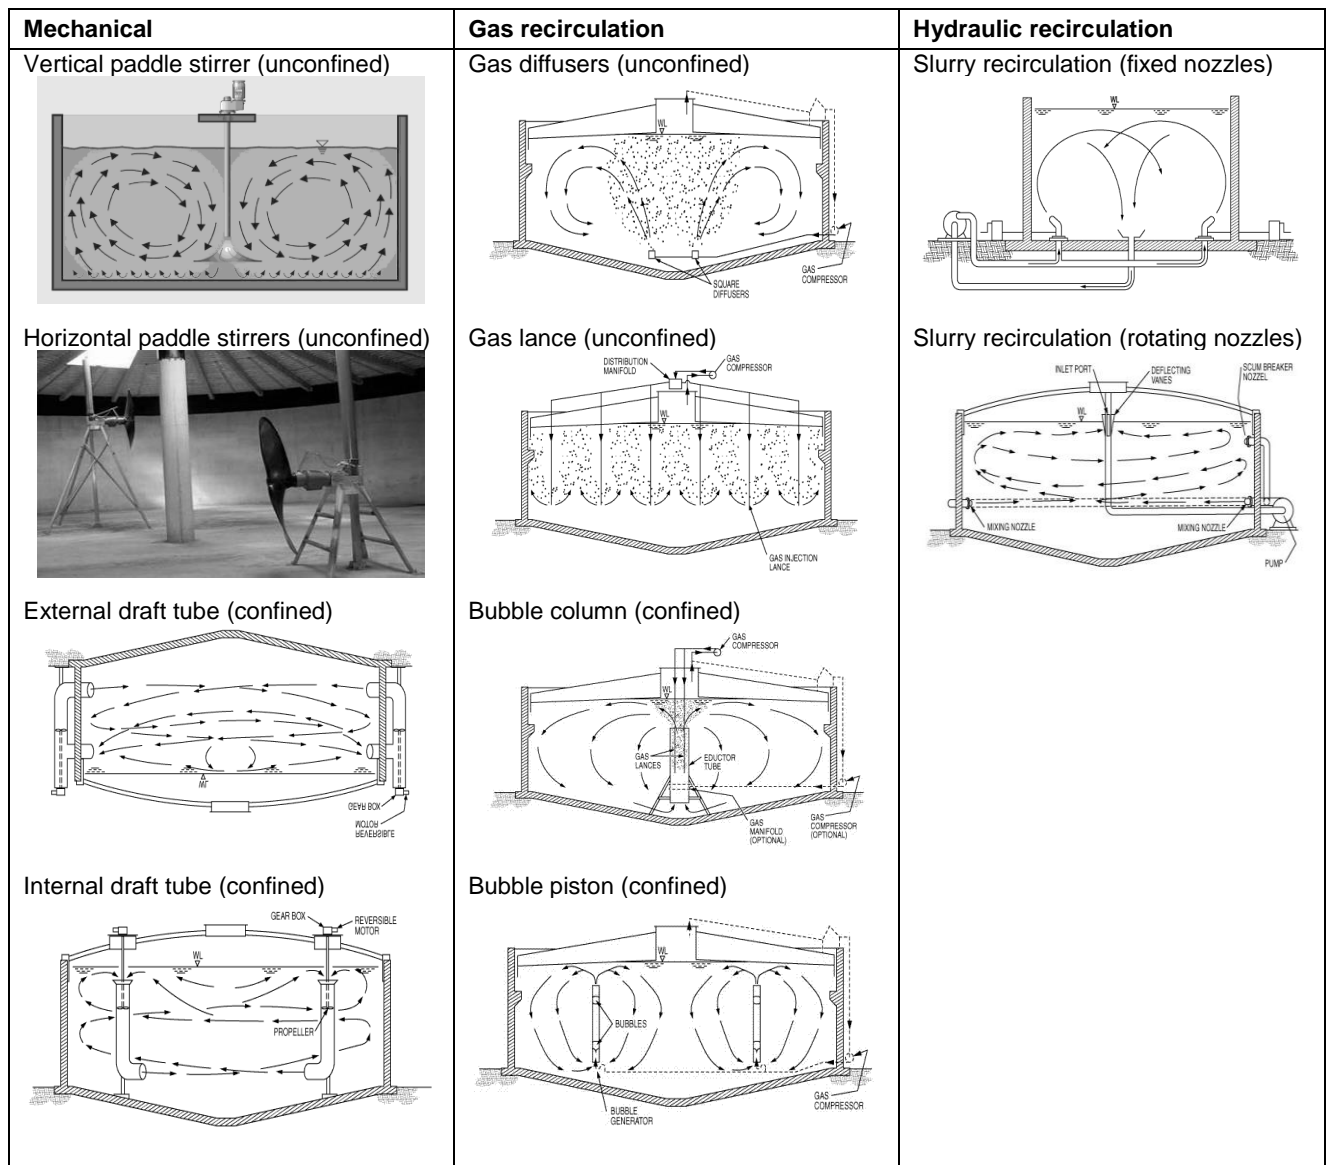 Mechanical
Gas recirculation
Hydraulic recirculation
Vertical paddle stirrer (unconfined)
Gas diffusers (unconfined)
WL
SQUARE
DIFFUSERS
GAS
COMPRESSOR
Slurry recirculation (fixed nozzles)
WL
Horizontal paddle stirrers (unconfined)
Gas lance (unconfined)
DISTRIBUTION
MANIFOLD
GAS
COMPRESSOR
WL
GAS INJECTION
LANCE
Slurry recirculation (rotating nozzles)
INLET PORT
DEFLECTING
VANES
SCUM BREAKER
NOZZEL
WL
MIXING NOZZLE
MIXING NOZZLE
PUMP
External draft tube (confined)
WL
GEAR BOX
REVERSIBLE
MOTOR
Bubble column (confined)
GAS
COMPRESSOR
WL
GAS
LANCES
EDUCTOR
TUBE
GAS
MANIFOLD
(OPTIONAL)
GAS
COMPRESSOR
(OPTIONAL)
Internal draft tube (confined)
GEAR BOX
REVERSIBLE
MOTOR
WL
PROPELLER
Bubble piston (confined)
WL
BUBBLES
BUBBLE
GENERATOR
GAS
COMPRESSOR